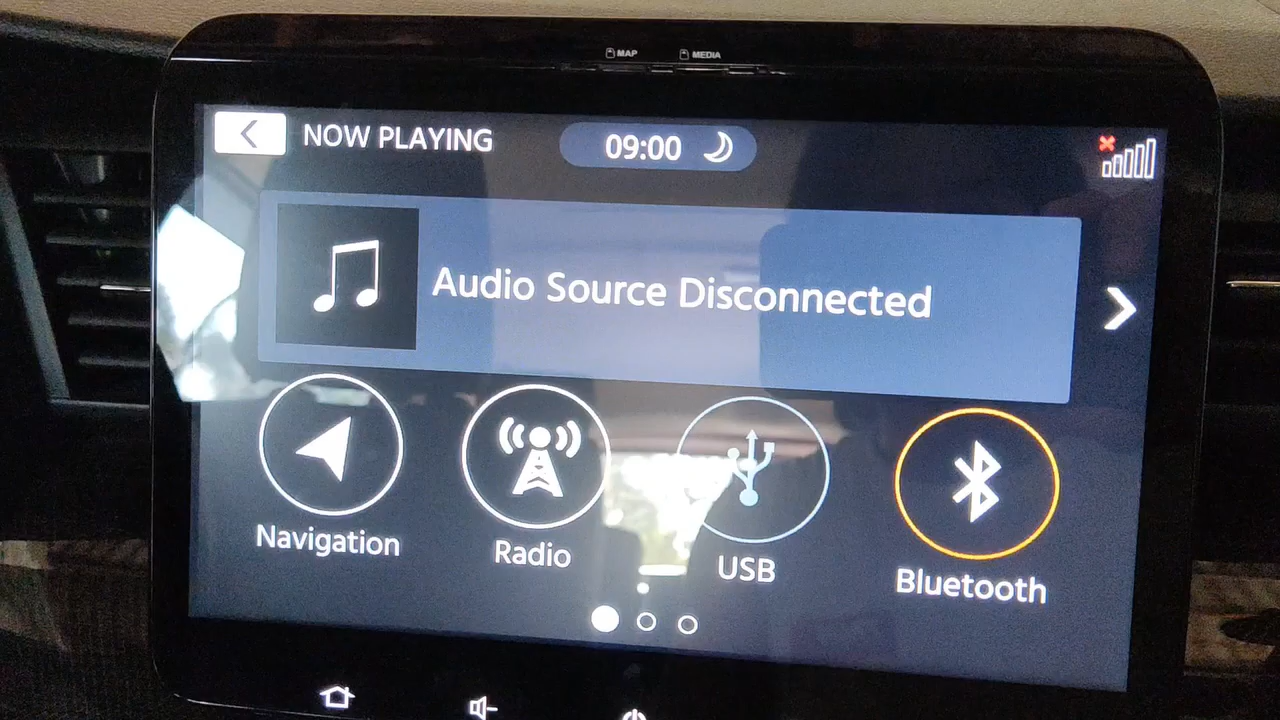 MAP MEDIA
NOW PLAYING 09:00
Audio Source Disconnected
Navigation Radio USB Bluetooth